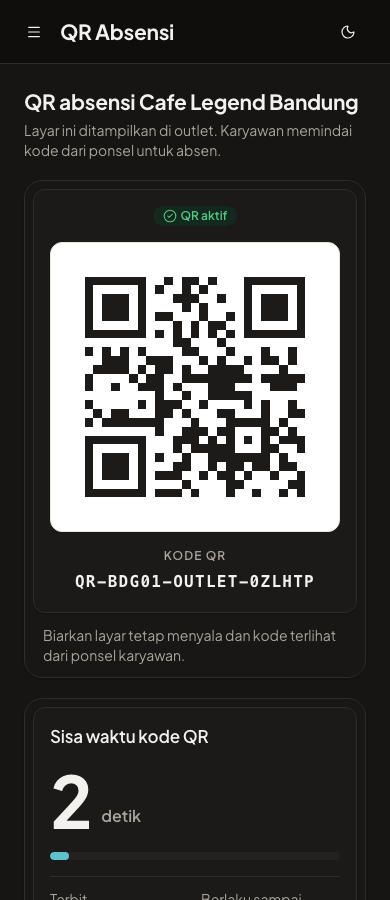 QR Absensi
QR absensi Cafe Legend Bandung
Layar ini ditampilkan di outlet. Karyawan memindai
kode dari ponsel untuk absen.
QR aktif
KODE QR
QR-BDG01-OUTLET-0ZLHTP
Biarkan layar tetap menyala dan kode terlihat
dari ponsel karyawan.
Sisa waktu kode QR
2 detik
Terbit
Berlaku sampai